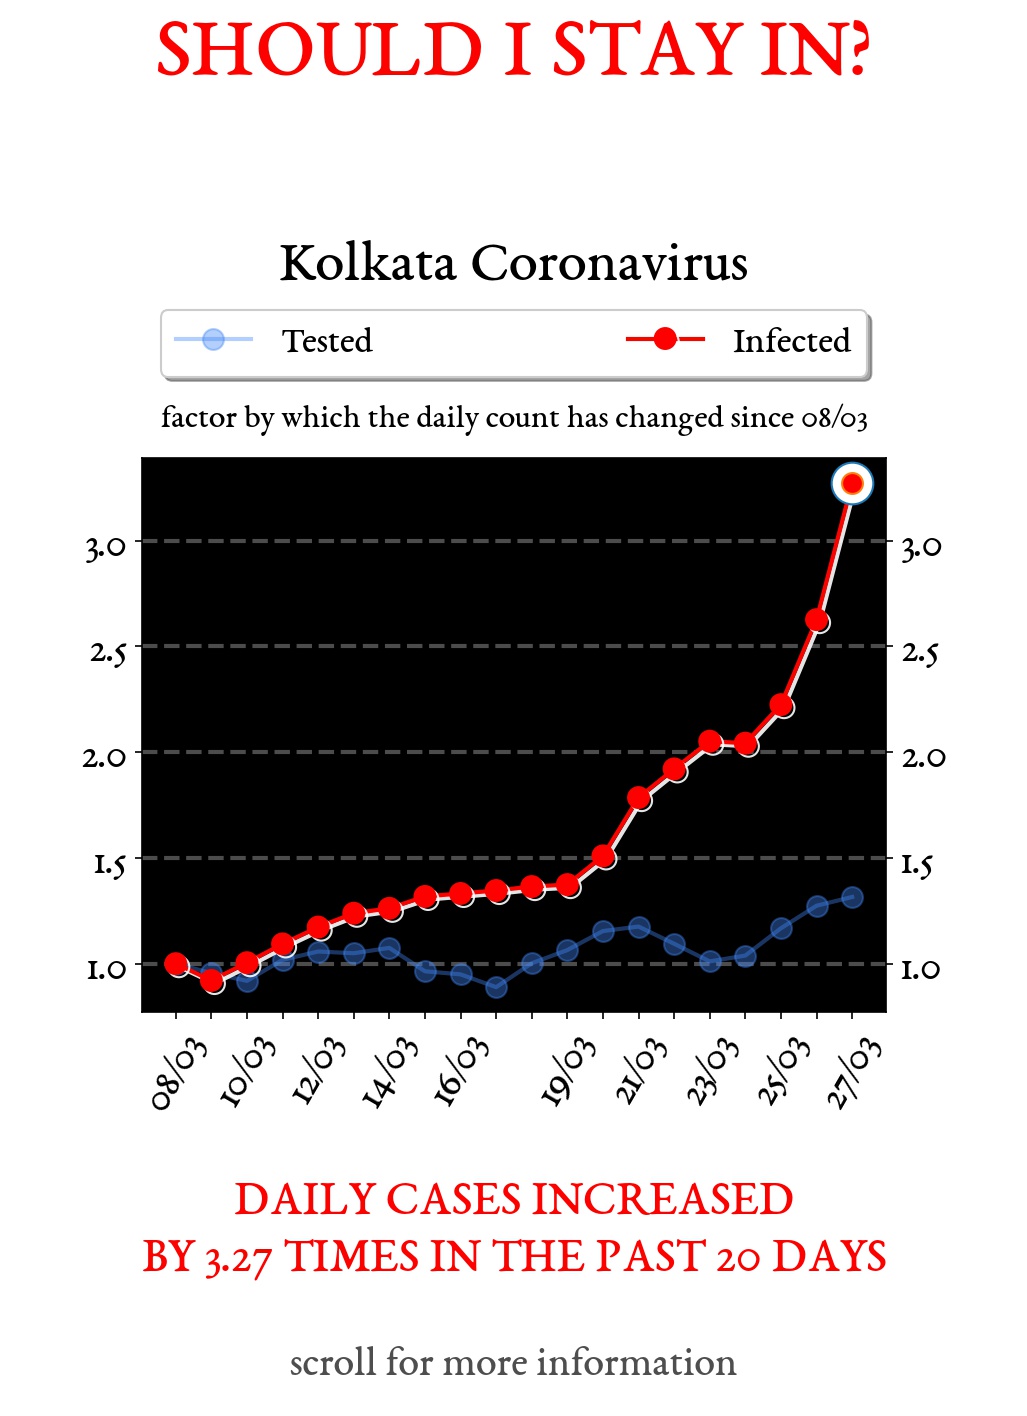 SHOULD I STAY IN?
Kolkata Coronavirus
Tested Infected
factor by which the daily count has changed since 08/03
3.0 3.0
2.5 2.5
2.0 2.0
1.5 1.5
1.0 1.0
08/03 10/03 12/03 14/03 16/03 19/03 21/03 23/03 25/03 27/03
DAILY CASES INCREASED
BY 3.27 TIMES IN THE PAST 20 DAYS
scroll for more information